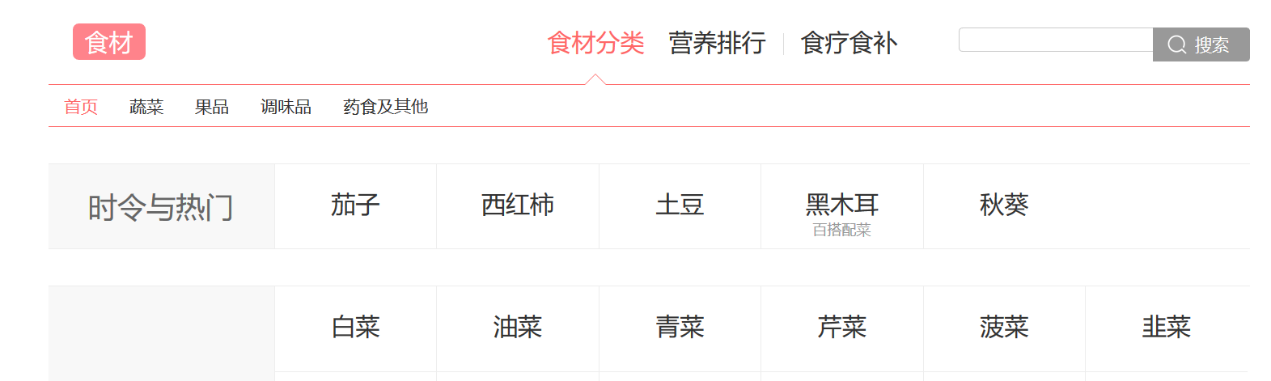 食材 食材分类 营养排行 食疗食补 搜索
首页 蔬菜 果品 调味品 药食及其他
时令与热门 茄子 西红柿 土豆 黑木耳 秋葵
百搭配菜
白菜 油菜 青菜 芹菜 菠菜 韭菜